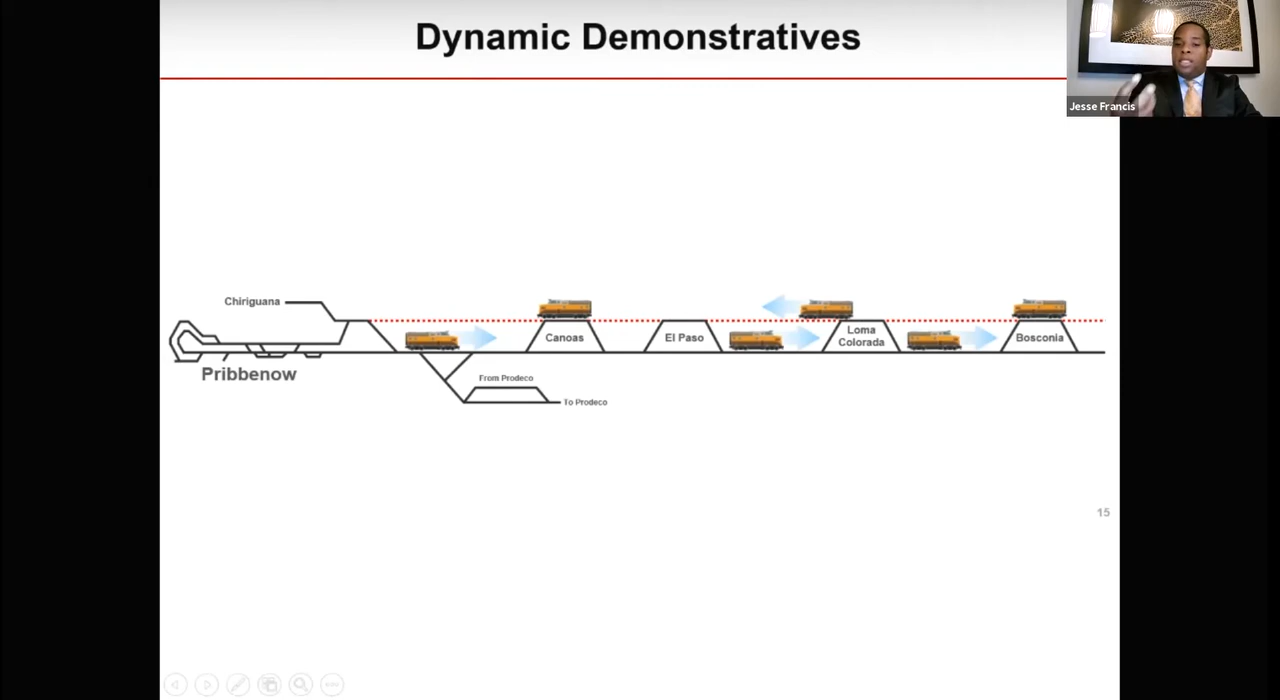 Dynamic Demonstratives
Jesse Francis
Chiriguana
Pribbenow
Canoas
El Paso
Loma
Colorada
Bosconia
From Prodeco
To Prodeco
15